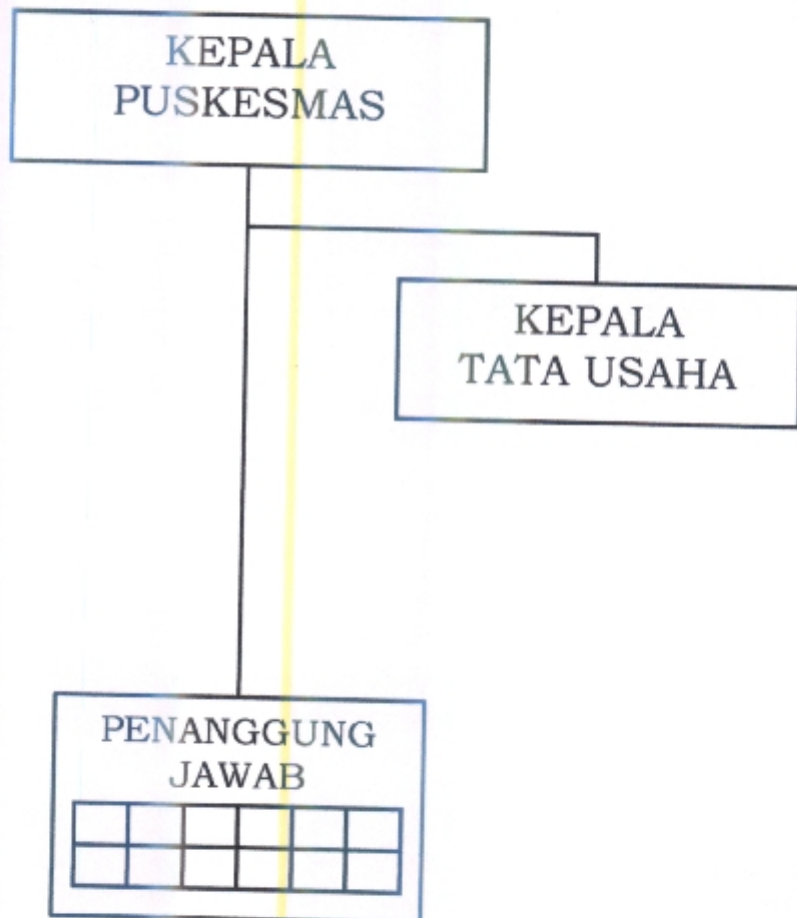 KEPALA
PUSKESMAS
KEPALA
TATA USAHA
PENANGGUNG
JAWAB